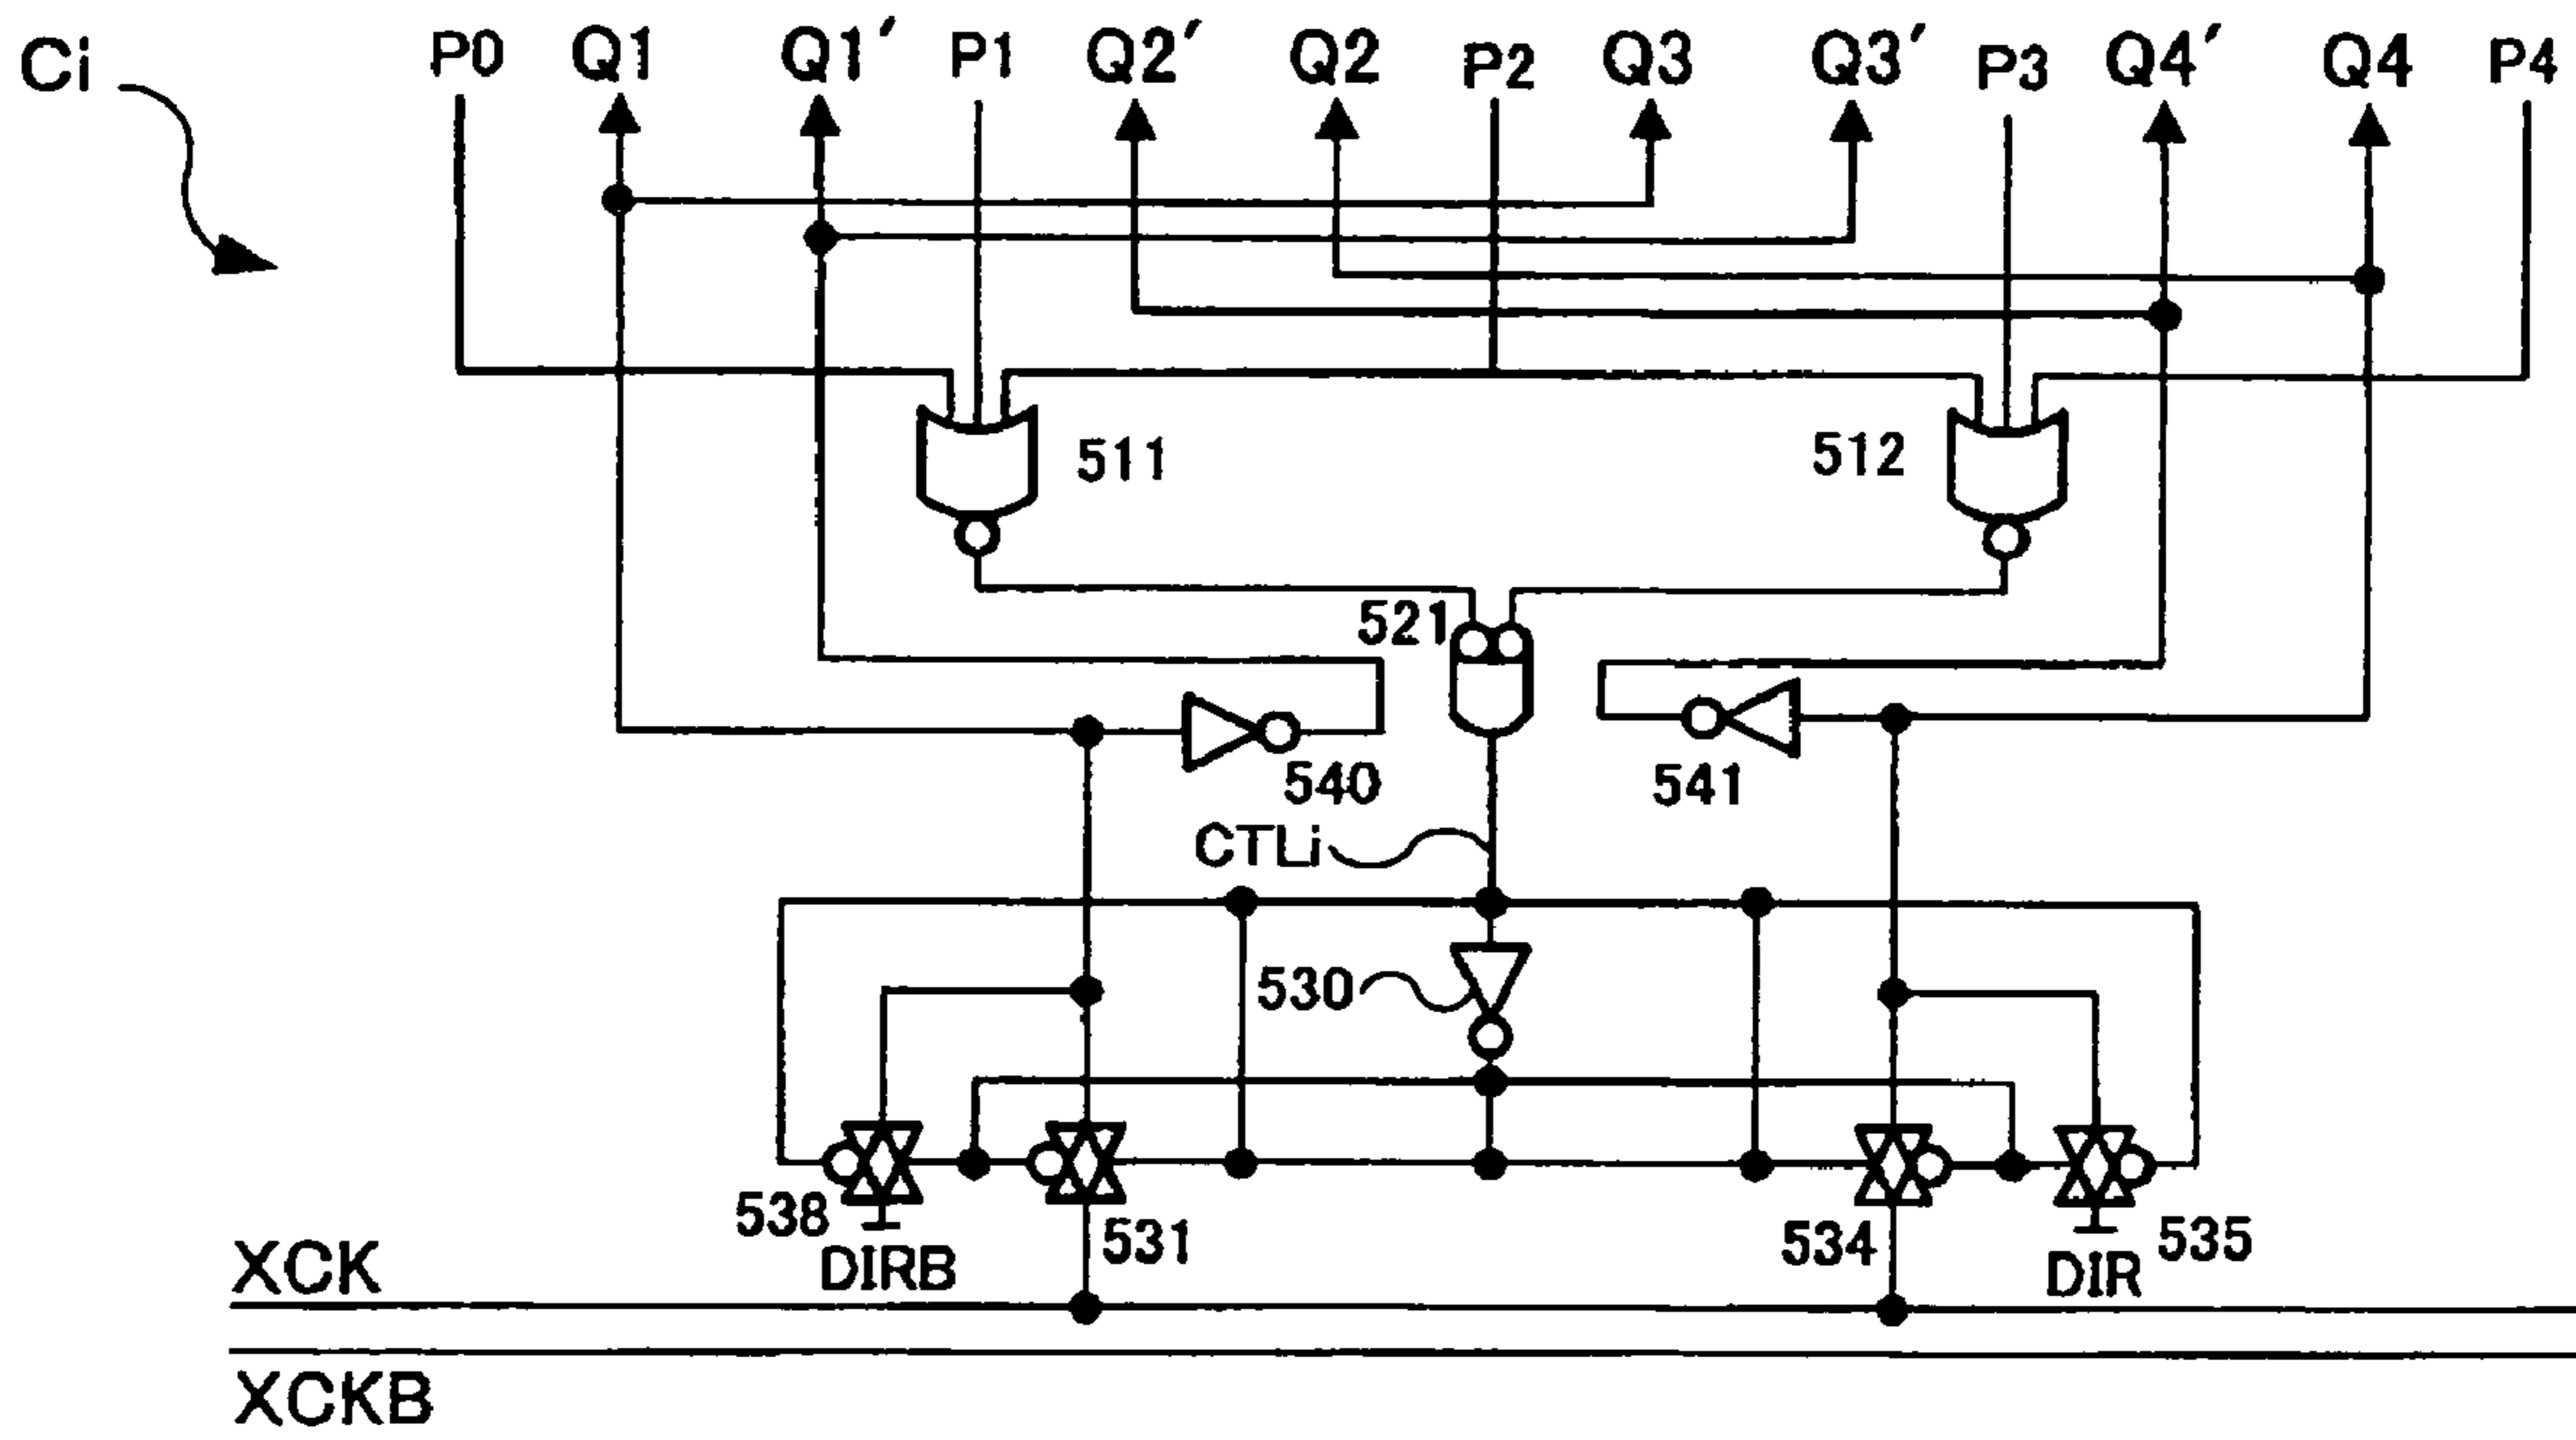 Ci
P0 Q1 Q1′ P1 Q2′ Q2 P2 Q3 Q3′ P3 Q4′ Q4 P4
511
512
521
540
541
CTLi
530
538
531
534
535
DIRB
DIR
XCK
XCKB